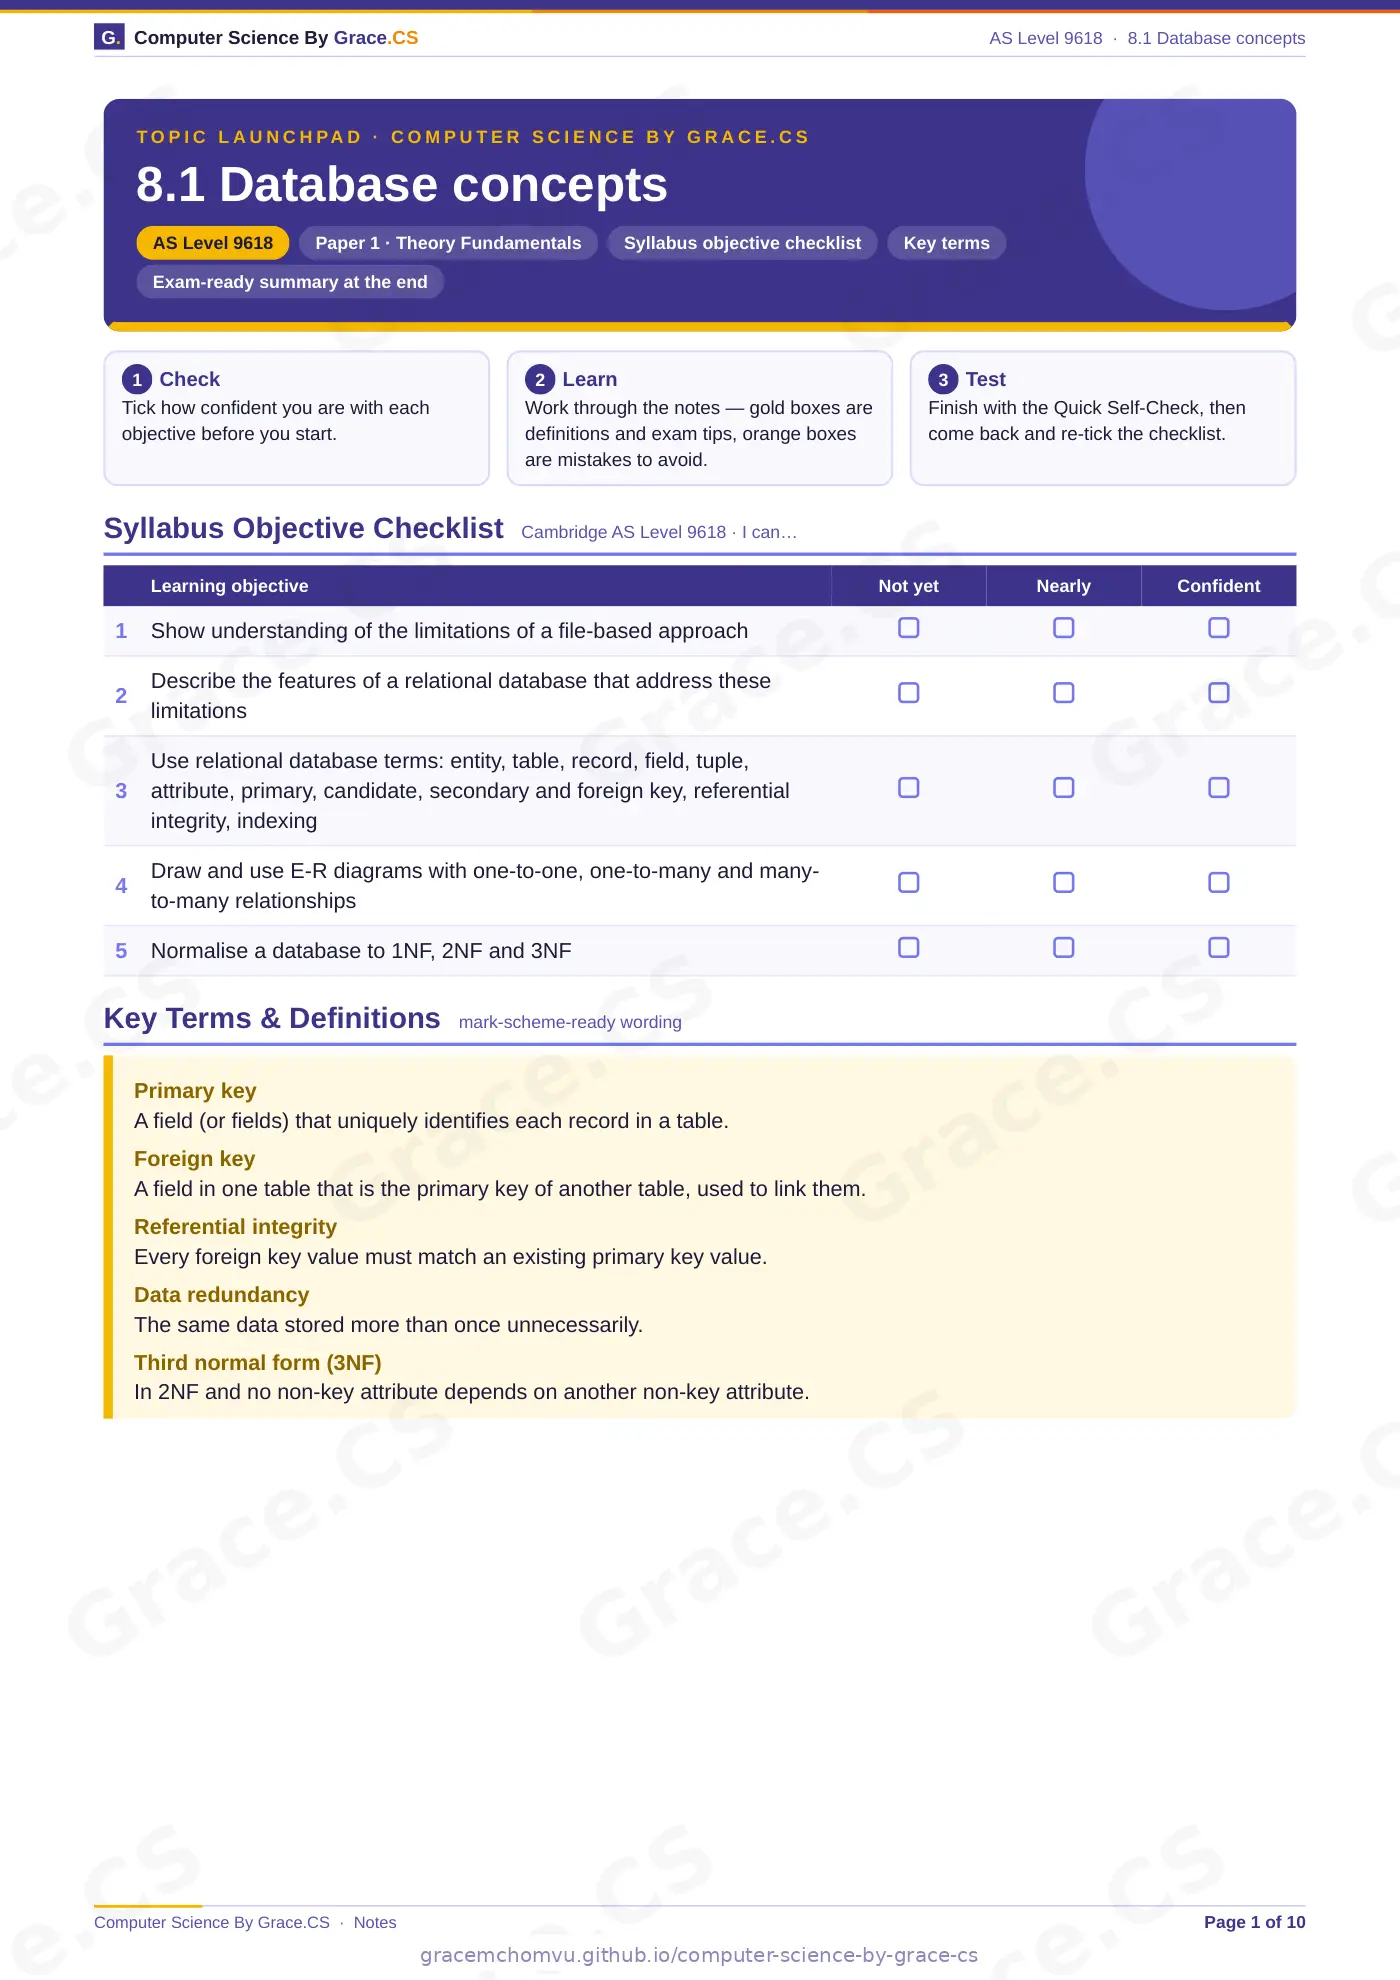 G. Computer Science By Grace.CS
AS Level 9618 · 8.1 Database concepts
TOPIC LAUNCHPAD · COMPUTER SCIENCE BY GRACE.CS
8.1 Database concepts
AS Level 9618 Paper 1 · Theory Fundamentals Syllabus objective checklist Key terms
Exam-ready summary at the end
1 Check
Tick how confident you are with each
objective before you start.
2 Learn
Work through the notes — gold boxes are
definitions and exam tips, orange boxes
are mistakes to avoid.
3 Test
Finish with the Quick Self-Check, then
come back and re-tick the checklist.
Syllabus Objective Checklist Cambridge AS Level 9618 · I can…
Learning objective Not yet Nearly Confident
1 Show understanding of the limitations of a file-based approach
2 Describe the features of a relational database that address these
limitations
3 Use relational database terms: entity, table, record, field, tuple,
attribute, primary, candidate, secondary and foreign key, referential
integrity, indexing
4 Draw and use E-R diagrams with one-to-one, one-to-many and many-
to-many relationships
5 Normalise a database to 1NF, 2NF and 3NF
Key Terms & Definitions mark-scheme-ready wording
Primary key
A field (or fields) that uniquely identifies each record in a table.
Foreign key
A field in one table that is the primary key of another table, used to link them.
Referential integrity
Every foreign key value must match an existing primary key value.
Data redundancy
The same data stored more than once unnecessarily.
Third normal form (3NF)
In 2NF and no non-key attribute depends on another non-key attribute.
Computer Science By Grace.CS · Notes
Page 1 of 10
gracemchomvu.github.io/computer-science-by-grace-cs